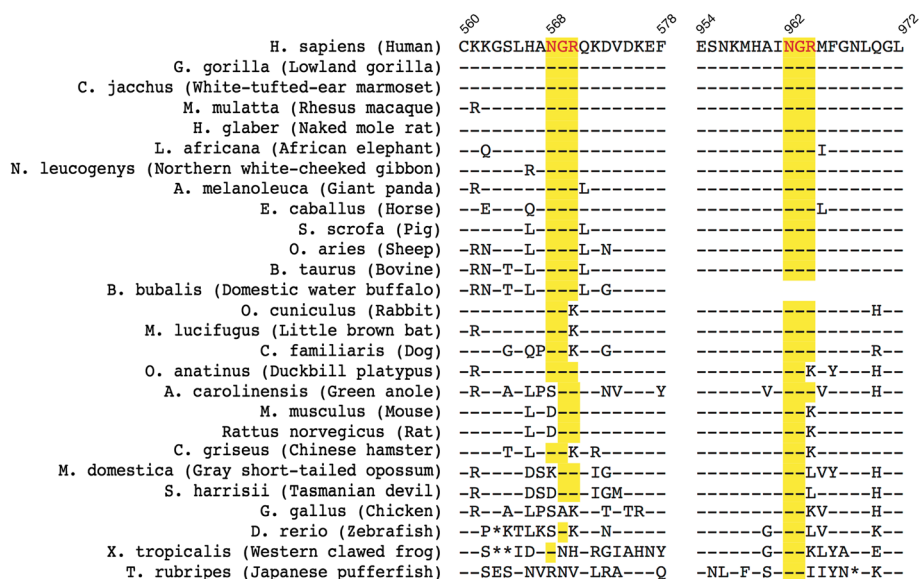 560 568 578 954 962 972
H. sapiens (Human) CKKGSLHANGRQKDVDKEF ESNKMHAINGRMFGNLQGL
G. gorilla (Lowland gorilla) ------------------- -------------------
C. jacchus (White-tufted-ear marmoset) ------------------- -------------------
M. mulatta (Rhesus macaque) -R----------------- -------------------
H. glaber (Naked mole rat) ------------------- -------------------
L. africana (African elephant) --Q---------------- -----------I-------
N. leucogenys (Northern white-cheeked gibbon) ------R------------ -------------------
A. melanoleuca (Giant panda) -R---------L------- -------------------
E. caballus (Horse) --E---Q------------ -----------L-------
S. scrofa (Pig) ------L----L------- -------------------
O. aries (Sheep) -RN---L----L-N----- -------------------
B. taurus (Bovine) -RN-T-L----L------- -------------------
B. bubalis (Domestic water buffalo) -RN-T-L----L-G-----
O. cuniculus (Rabbit) ----------K-------- ----------------H--
M. lucifugus (Little brown bat) -R--------K-------- -------------------
C. familiaris (Dog) ----G-QP--K--G----- ----------------R--
O. anatinus (Duckbill platypus) -R----------------- ----------K-Y---H--
A. carolinensis (Green anole) -R--A-LPS----NV---Y ------V----V----H--
M. musculus (Mouse) ------L-D---------- ----------K--------
Rattus norvegicus (Rat) ------L-D---------- ----------K--------
C. griseus (Chinese hamster) ----T-L---K-R------ ----------K--------
M. domestica (Gray short-tailed opossum) -R----DSK---IG----- ----------LVY---H--
S. harrisii (Tasmanian devil) -R----DSD---IGM---- ----------L-----H--
G. gallus (Chicken) -R--A-LPSAK--T-TR-- ----------KV----H--
D. rerio (Zebrafish) --P*KTLKS-K--N----- ------G---LV----K--
X. tropicalis (Western clawed frog) --S**ID--NH-RGIAHNY ------G---KLYA--E--
T. rubripes (Japanese pufferfish) --SES-NVRNV-LRA---Q -NL-F-S---IIYN*-K--